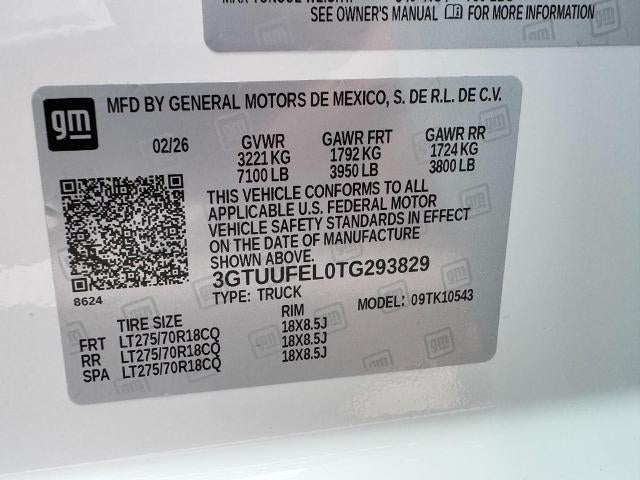 SEE OWNER'S MANUAL FOR MORE INFORMATION
gm
MFD BY GENERAL MOTORS DE MEXICO, S. DE R.L. DE C.V.
02/26 GVWR GAWR FRT GAWR RR
3221 KG 1792 KG 1724 KG
7100 LB 3950 LB 3800 LB
THIS VEHICLE CONFORMS TO ALL
APPLICABLE U.S. FEDERAL MOTOR
VEHICLE SAFETY STANDARDS IN EFFECT
ON THE DATE OF MANUFACTURE
SHOWN ABOVE.
3GTUUFEL0TG293829
8624
TYPE: TRUCK MODEL: 09TK10543
TIRE SIZE RIM
FRT LT275/70R18CQ 18X8.5J
RR LT275/70R18CQ 18X8.5J
SPA LT275/70R18CQ 18X8.5J